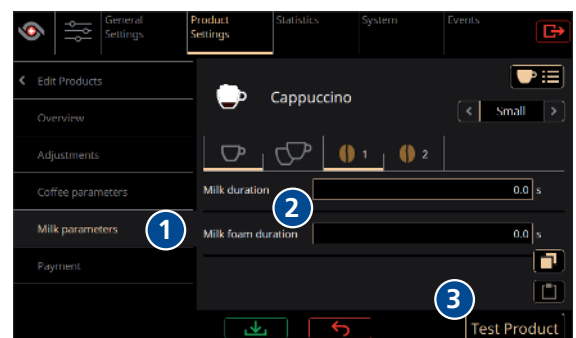 General Settings
Product Settings
Statistics
System
Events
Edit Products
Overview
Adjustments
Coffee parameters
Milk parameters
Payment
1
Cappuccino
Small
1
2
Milk duration
0.0 s
2
Milk foam duration
0.0 s
3
Test Product